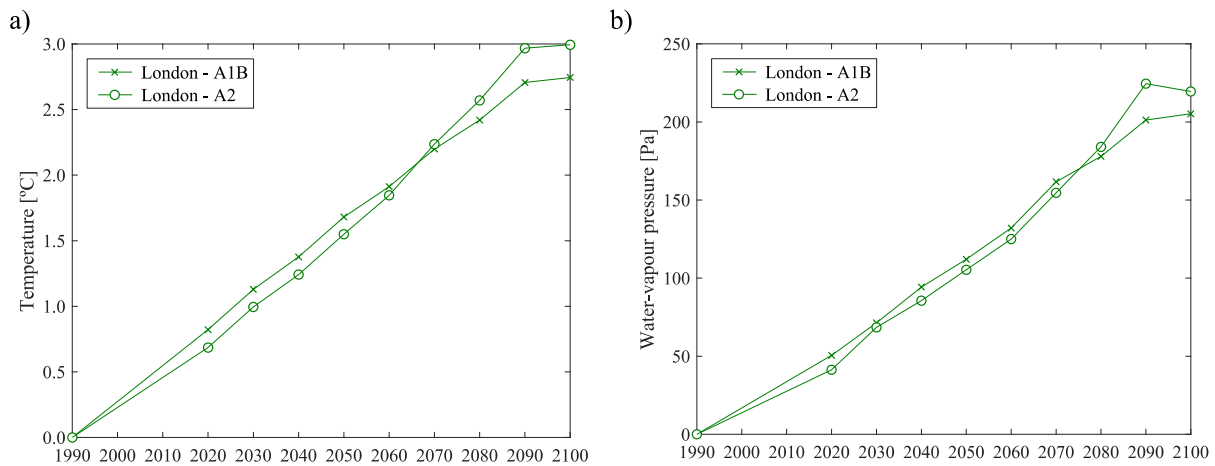 a)
3.0
2.5
2.0
1.5
1.0
0.5
0.0
Temperature [ºC]
London - A1B
London - A2
1990 2000 2010 2020 2030 2040 2050 2060 2070 2080 2090 2100
b)
250
200
150
100
50
0
Water-vapour pressure [Pa]
London - A1B
London - A2
1990 2000 2010 2020 2030 2040 2050 2060 2070 2080 2090 2100